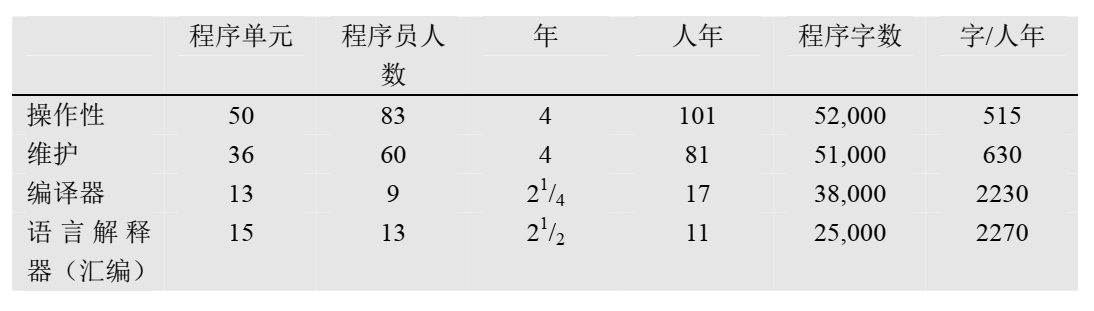 程序单元 程序员人数 年 人年 程序字数 字/人年
操作性 50 83 4 101 52,000 515
维护 36 60 4 81 51,000 630
编译器 13 9 2 1/4 17 38,000 2230
语言解释器（汇编） 15 13 2 1/2 11 25,000 2270